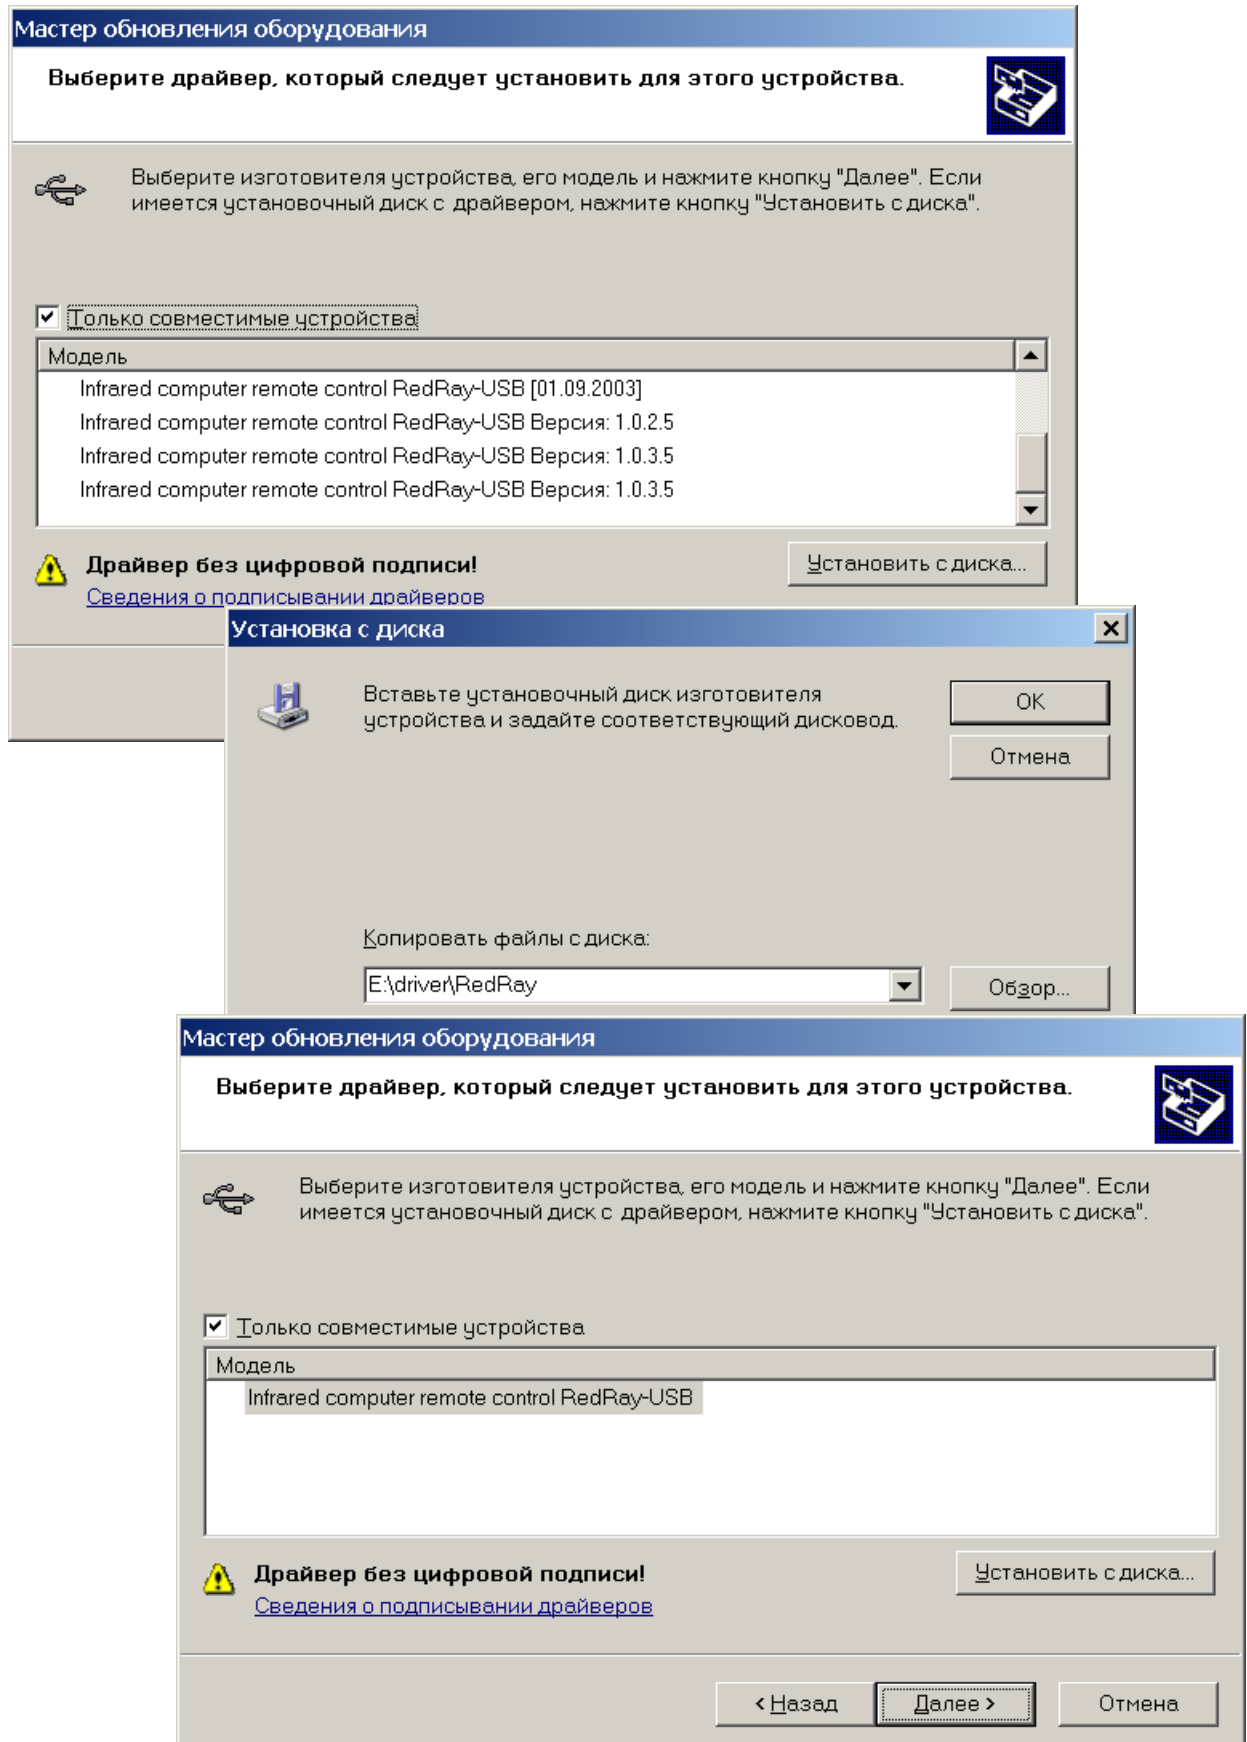 Мастер обновления оборудования
Выберите драйвер, который следует установить для этого устройства.
Выберите изготовителя устройства, его модель и нажмите кнопку "Далее". Если
имеется установочный диск с драйвером, нажмите кнопку "Установить с диска".
Только совместимые устройства
Модель
Infrared computer remote control RedRay-USB [01.09.2003]
Infrared computer remote control RedRay-USB Версия: 1.0.2.5
Infrared computer remote control RedRay-USB Версия: 1.0.3.5
Infrared computer remote control RedRay-USB Версия: 1.0.3.5
Драйвер без цифровой подписи!
Установить с диска...
Сведения о подписывании драйверов
Установка с диска
Вставьте установочный диск изготовителя
устройства и задайте соответствующий дисковод.
OK
Отмена
Копировать файлы с диска:
E:\driver\RedRay
Обзор...
Мастер обновления оборудования
Выберите драйвер, который следует установить для этого устройства.
Выберите изготовителя устройства, его модель и нажмите кнопку "Далее". Если
имеется установочный диск с драйвером, нажмите кнопку "Установить с диска".
Только совместимые устройства
Модель
Infrared computer remote control RedRay-USB
Драйвер без цифровой подписи!
Установить с диска...
Сведения о подписывании драйверов
< Назад
Далее >
Отмена